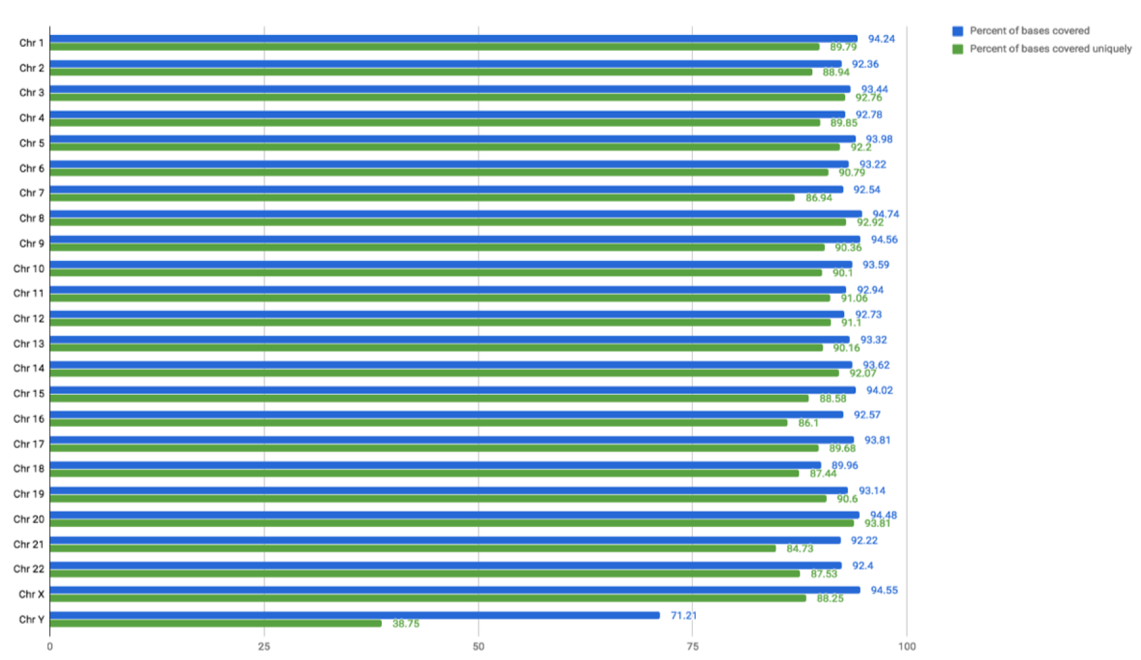 Percent of bases covered
Percent of bases covered uniquely
Chr 1 94.24
89.79
Chr 2 92.36
88.94
Chr 3 93.44
92.76
Chr 4 92.78
89.85
Chr 5 93.98
92.2
Chr 6 93.22
90.79
Chr 7 92.54
86.94
Chr 8 94.74
92.92
Chr 9 94.56
90.36
Chr 10 93.59
90.1
Chr 11 92.94
91.06
Chr 12 92.73
91.1
Chr 13 93.32
90.16
Chr 14 93.62
92.07
Chr 15 94.02
88.58
Chr 16 92.57
86.1
Chr 17 93.81
89.68
Chr 18 89.96
87.44
Chr 19 93.14
90.6
Chr 20 94.48
93.81
Chr 21 92.22
84.73
Chr 22 92.4
87.53
Chr X 94.55
88.25
Chr Y 71.21
38.75
0 25 50 75 100